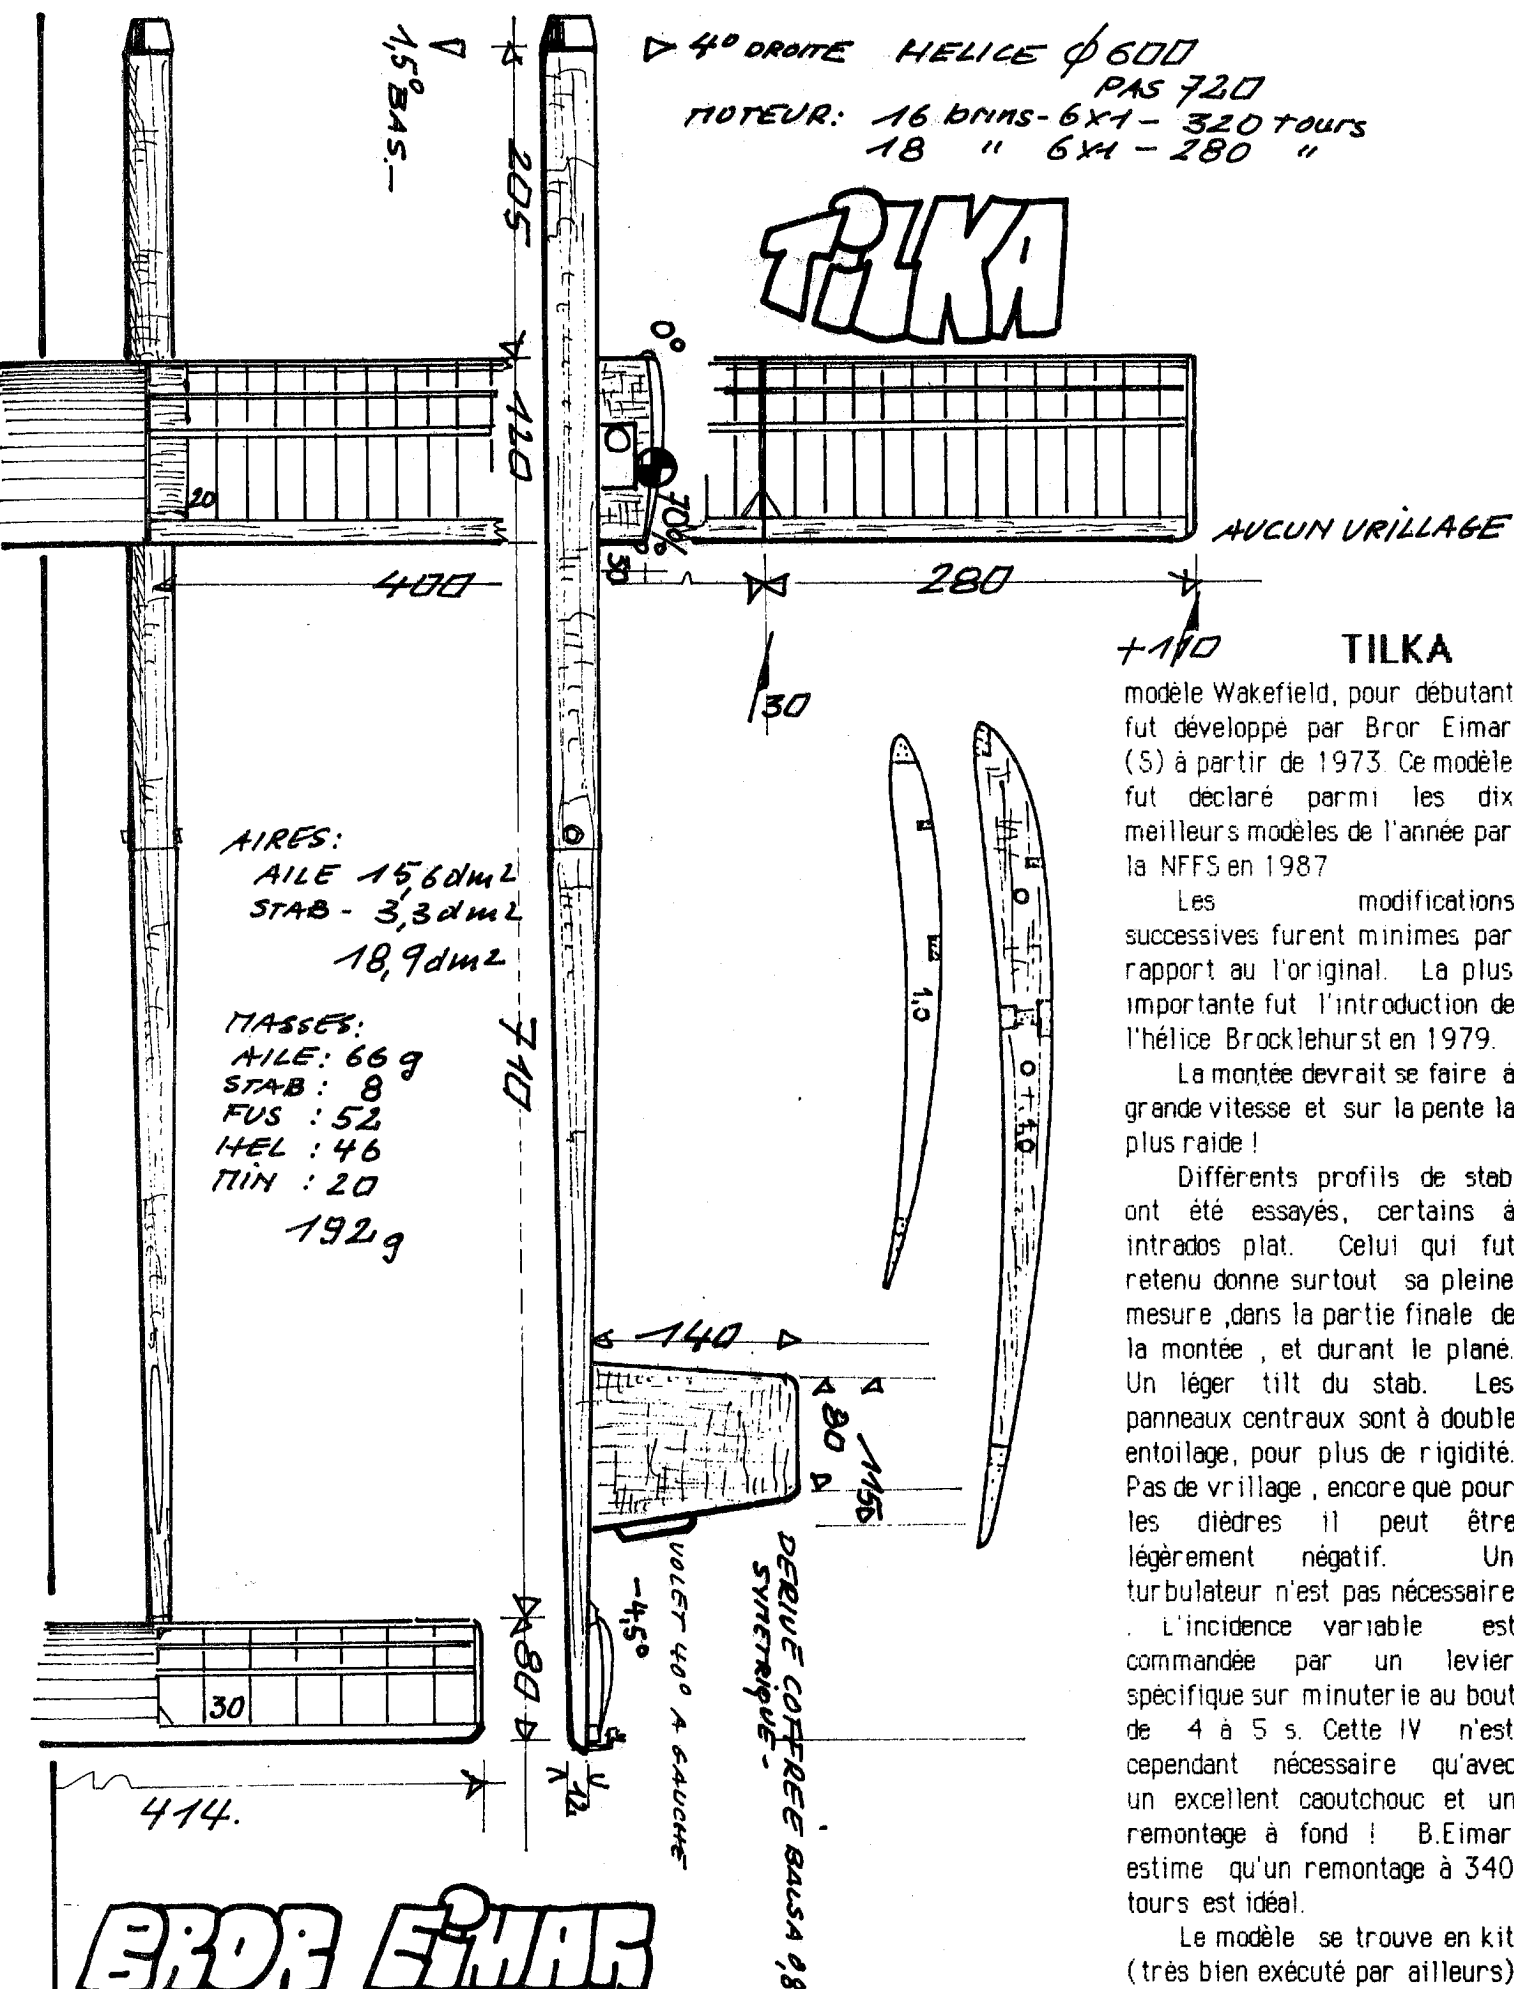 1,5° BAS.
4° DROITE HELICE ϕ 600
PAS 720
MOTEUR: 16 brins - 6x1 - 320 tours
18 " 6x1 - 280 "
TILKA
205
120
0°
70%
50
20
400
280
AUCUN VRILLAGE
+110
30
AIRES:
AILE 15,6 dm2
STAB - 3,3 dm2
18,9 dm2
MASSES:
AILE: 66 g
STAB: 8
FUS : 52
HEL : 46
MIN : 20
192 g
710
1,0
140
80
1155
-4,5°
80
30
12
414.
VOLET 40° A GAUCHE
DERIVE COFFREE BALSA 0,8
SYMETRIQUE -
BROR EIMAR
TILKA
modèle Wakefield, pour débutant
fut développé par Bror Eimar
(S) à partir de 1973. Ce modèle
fut déclaré parmi les dix
meilleurs modèles de l'année par
la NFFS en 1987
Les modifications
successives furent minimes par
rapport au l'original. La plus
importante fut l'introduction de
l'hélice Brocklehurst en 1979.
La montée devrait se faire à
grande vitesse et sur la pente la
plus raide !
Différents profils de stab
ont été essayés, certains à
intrados plat. Celui qui fut
retenu donne surtout sa pleine
mesure ,dans la partie finale de
la montée , et durant le plané.
Un léger tilt du stab. Les
panneaux centraux sont à double
entoilage, pour plus de rigidité.
Pas de vrillage , encore que pour
les dièdres il peut être
légèrement négatif. Un
turbulateur n'est pas nécessaire
. L'incidence variable est
commandée par un levier
spécifique sur minuterie au bout
de 4 à 5 s. Cette IV n'est
cependant nécessaire qu'avec
un excellent caoutchouc et un
remontage à fond ! B.Eimar
estime qu'un remontage à 340
tours est idéal.
Le modèle se trouve en kit
(très bien exécuté par ailleurs)